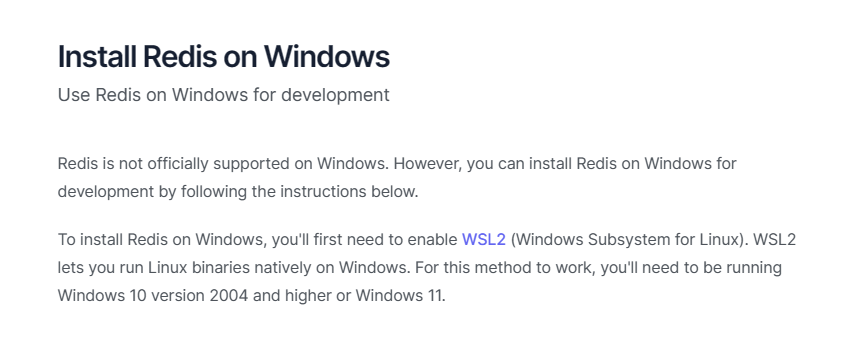 Install Redis on Windows
Use Redis on Windows for development
Redis is not officially supported on Windows. However, you can install Redis on Windows for
development by following the instructions below.
To install Redis on Windows, you'll first need to enable WSL2 (Windows Subsystem for Linux). WSL2
lets you run Linux binaries natively on Windows. For this method to work, you'll need to be running
Windows 10 version 2004 and higher or Windows 11.